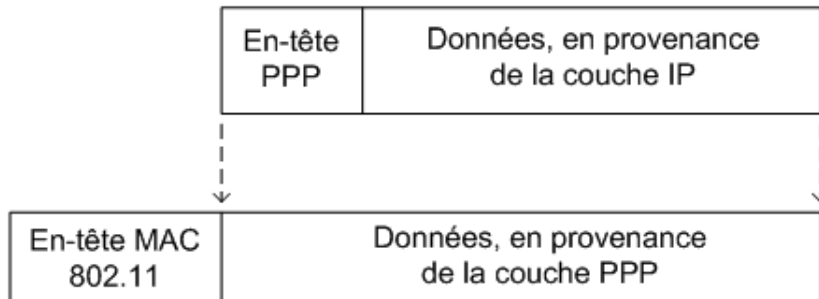 En-tête
PPP
Données, en provenance
de la couche IP
En-tête MAC
802.11
Données, en provenance
de la couche PPP